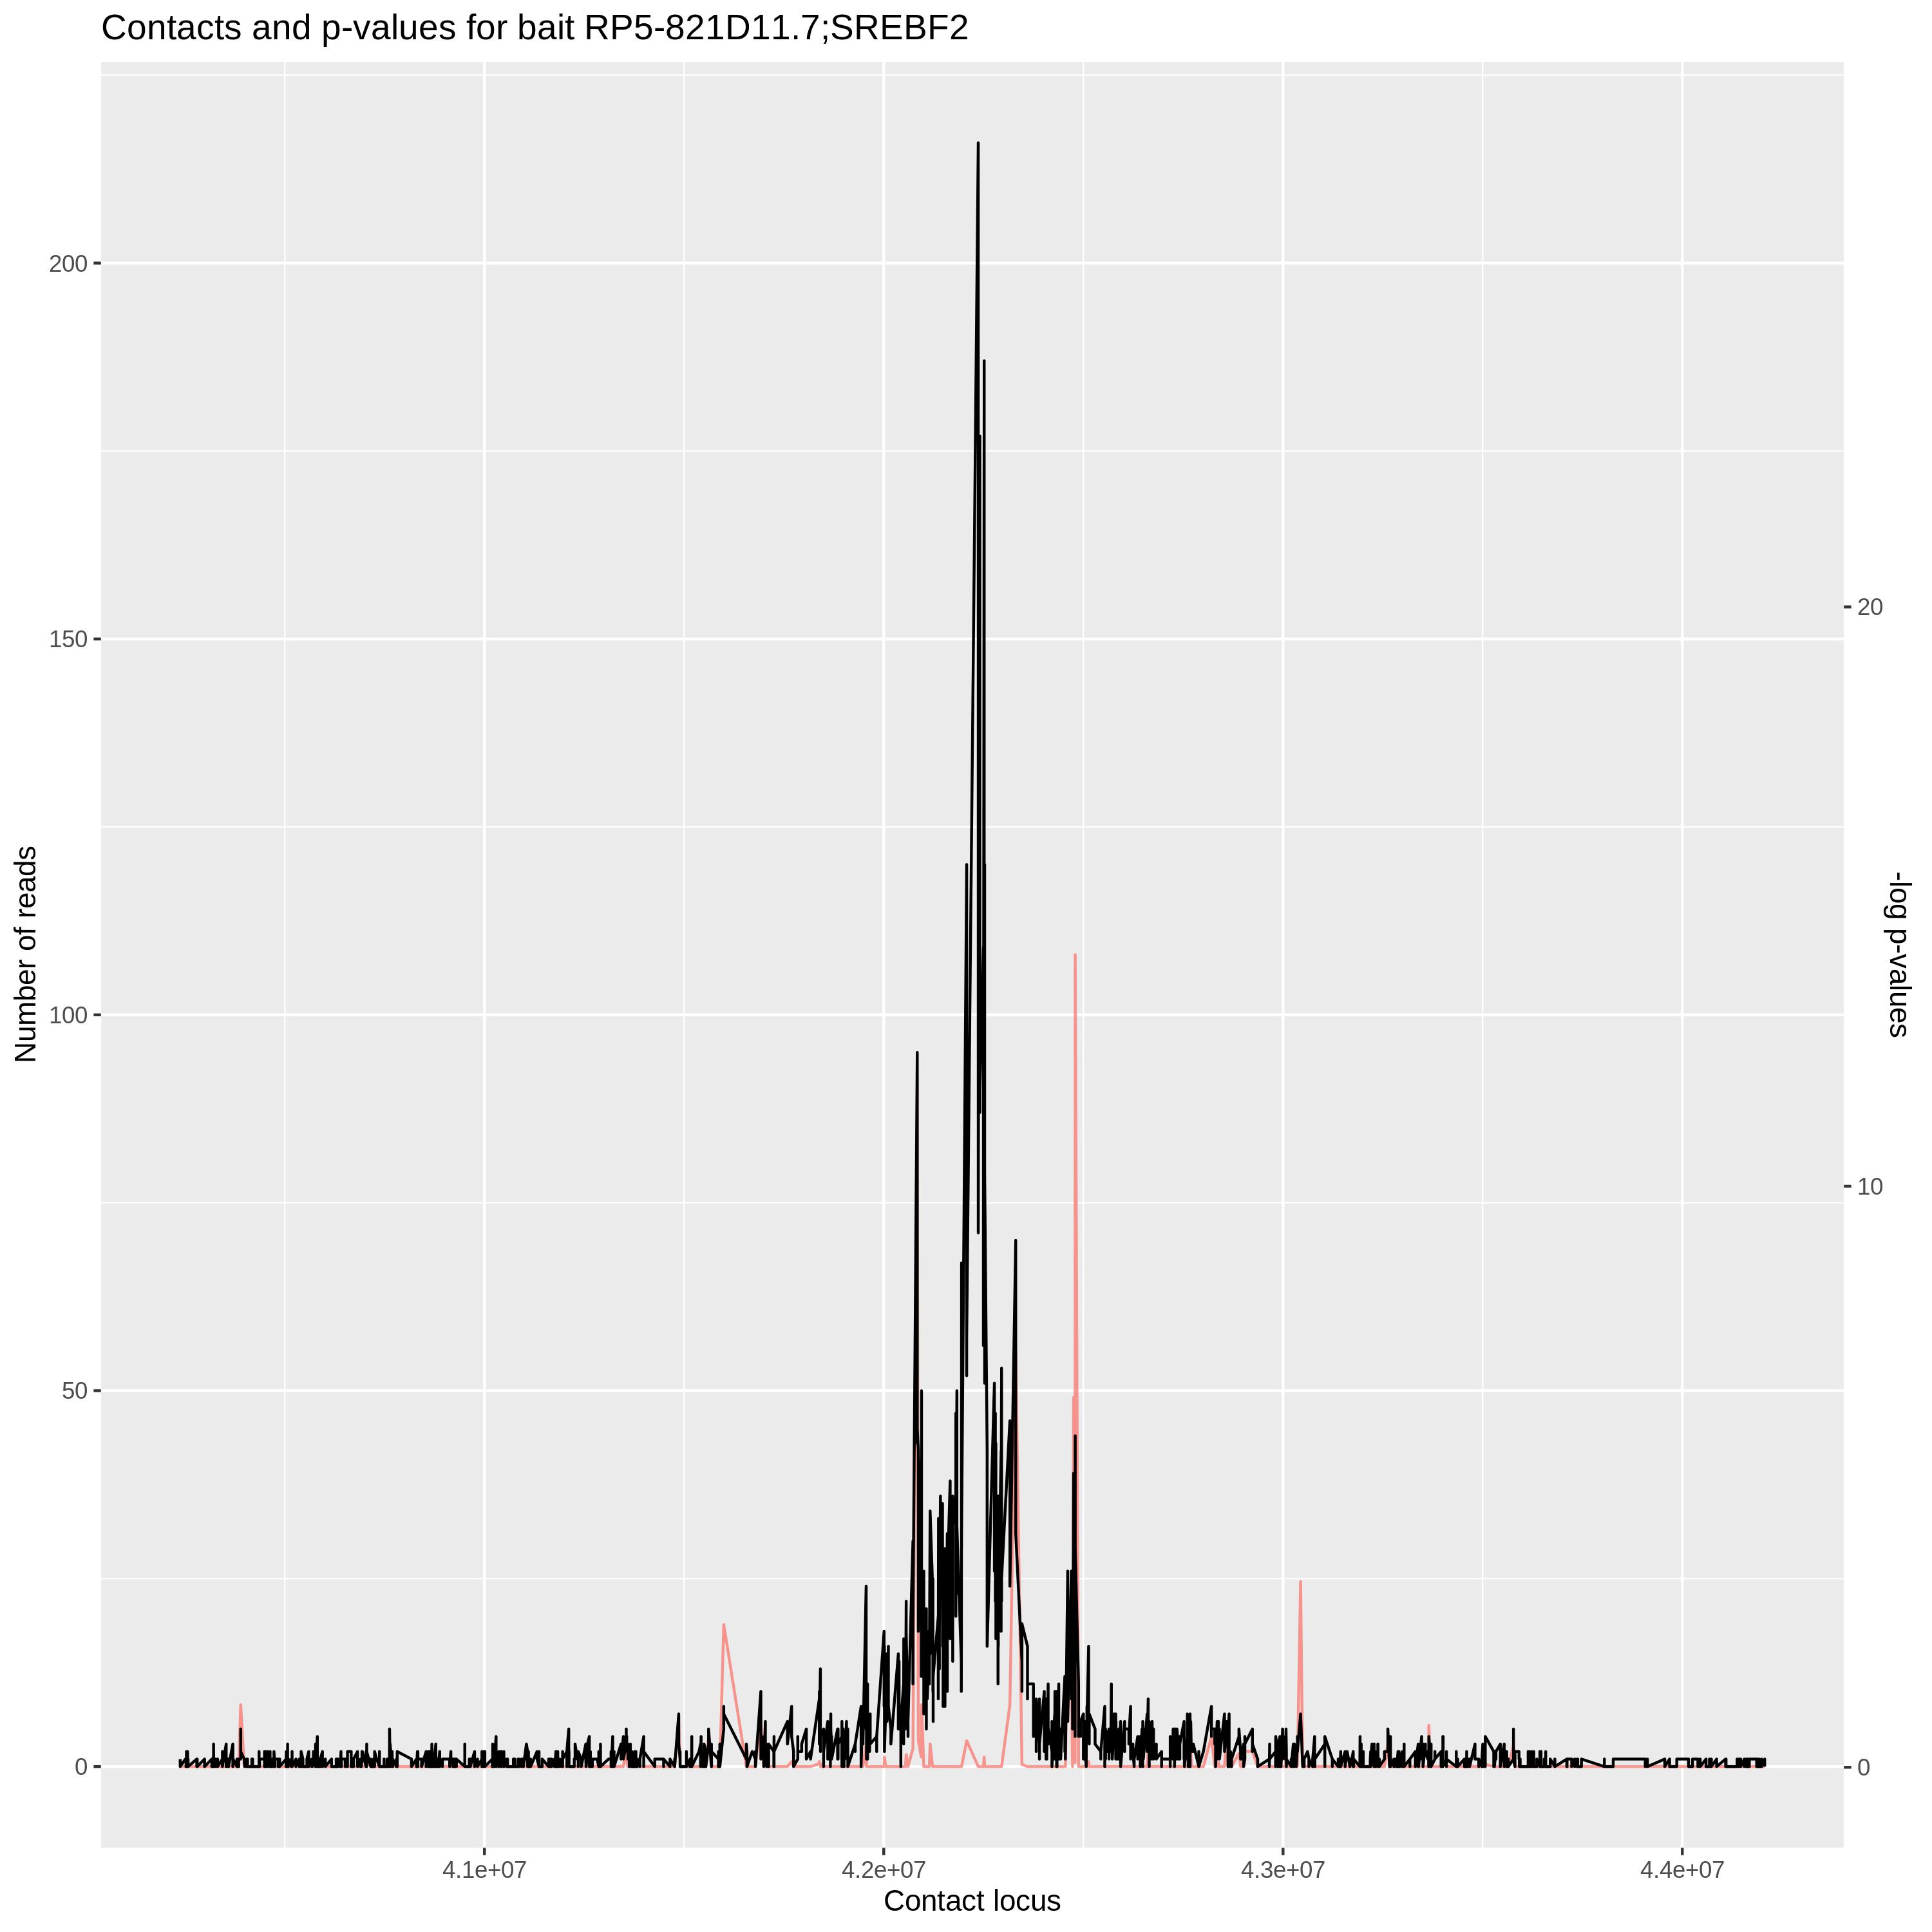 Contacts and p-values for bait RP5-821D11.7;SREBF2
200
150
100
50
0
Number of reads
20
10
0
-log p-values
4.1e+07
4.2e+07
4.3e+07
4.4e+07
Contact locus